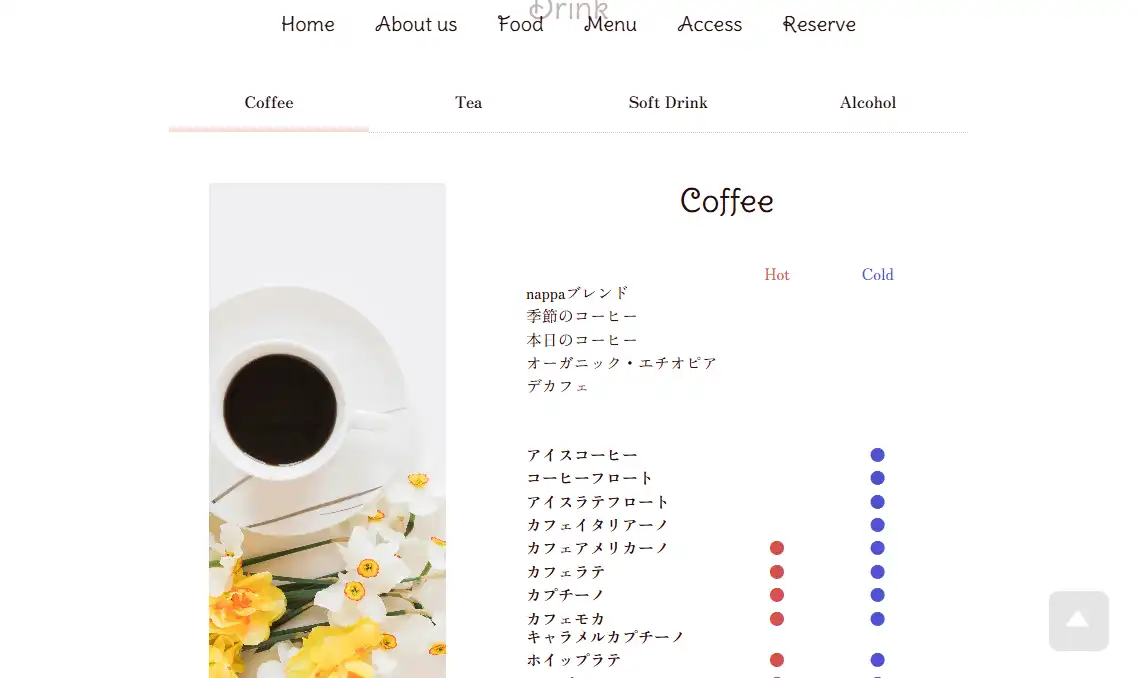 Drink
Home About us Food Menu Access Reserve
Coffee Tea Soft Drink Alcohol
Coffee
Hot Cold
nappaブレンド
季節のコーヒー
本日のコーヒー
オーガニック・エチオピア
デカフェ
アイスコーヒー
コーヒーフロート
アイスラテフロート
カフェイタリアーノ
カフェアメリカーノ
カフェラテ
カプチーノ
カフェモカ
キャラメルカプチーノ
ホイップラテ